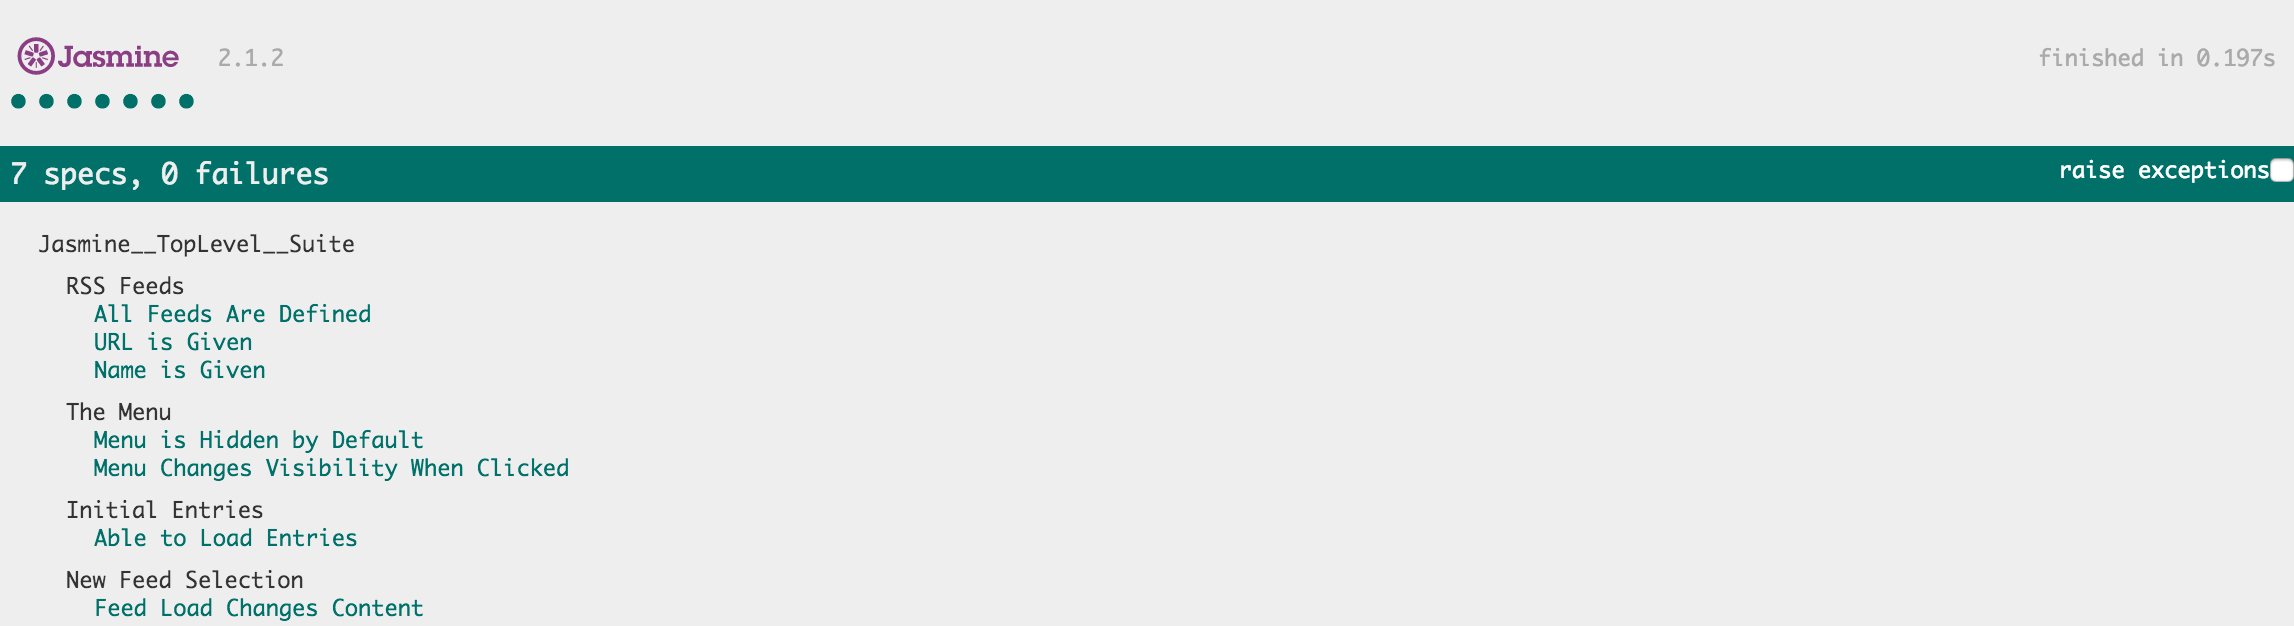 Jasmine 2.1.2 finished in 0.197s
7 specs, 0 failures raise exceptions
Jasmine__TopLevel__Suite
RSS Feeds
All Feeds Are Defined
URL is Given
Name is Given
The Menu
Menu is Hidden by Default
Menu Changes Visibility When Clicked
Initial Entries
Able to Load Entries
New Feed Selection
Feed Load Changes Content